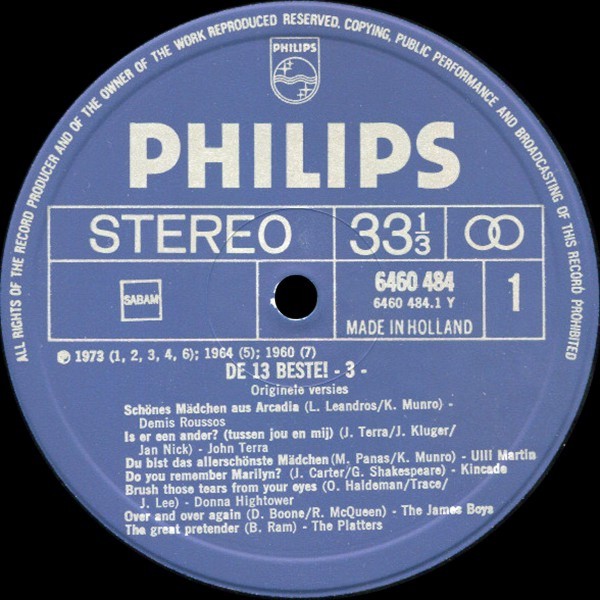 ALL RIGHTS OF THE RECORD PRODUCER AND OF THE OWNER OF THE WORK REPRODUCED RESERVED. COPYING, PUBLIC PERFORMANCE AND BROADCASTING OF THIS RECORD PROHIBITED
PHILIPS
PHILIPS
STEREO 33 1/3
SABAM
6460 484
6460 484.1 Y
MADE IN HOLLAND
1
℗ 1973 (1, 2, 3, 4, 6); 1964 (5); 1960 (7)
DE 13 BESTE! - 3 -
Originele versies
Schönes Mädchen aus Arcadia (L. Leandros/K. Munro) -
Demis Roussos
Is er een ander? (tussen jou en mij) (J. Terra/J. Kluger/
Jan Nick) - John Terra
Du bist das allerschönste Mädchen (M. Panas/K. Munro) - Ulli Martin
Do you remember Marilyn? (J. Carter/G. Shakespeare) - Kincade
Brush those tears from your eyes (O. Haldeman/Trace/
J. Lee) - Donna Hightower
Over and over again (D. Boone/R. McQueen) - The James Boys
The great pretender (B. Ram) - The Platters